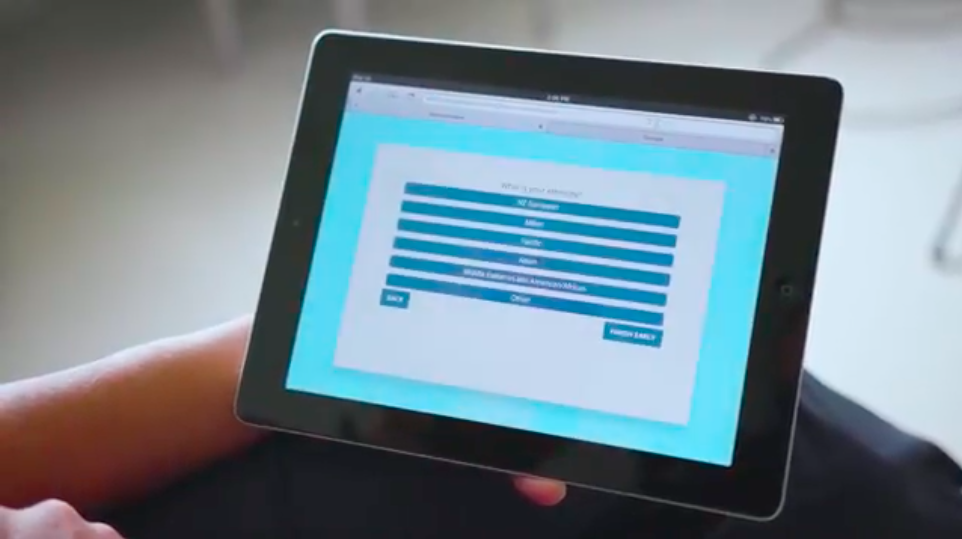 What is your ethnicity?
NZ European
Māori
Pacific
Asian
Middle Eastern/Latin American/African
Other
BACK
FINISH EARLY